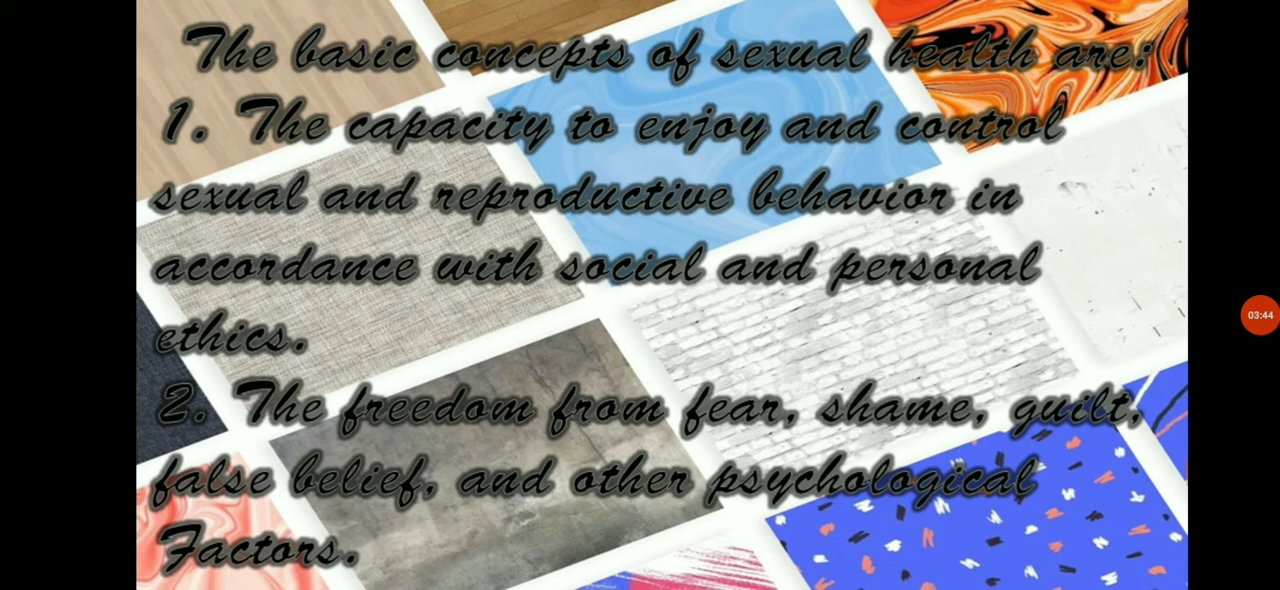 The basic concepts of sexual health are:
1. The capacity to enjoy and control
sexual and reproductive behavior in
accordance with social and personal
ethics.
2. The freedom from fear, shame, guilt,
false belief, and other psychological
Factors.
03:44